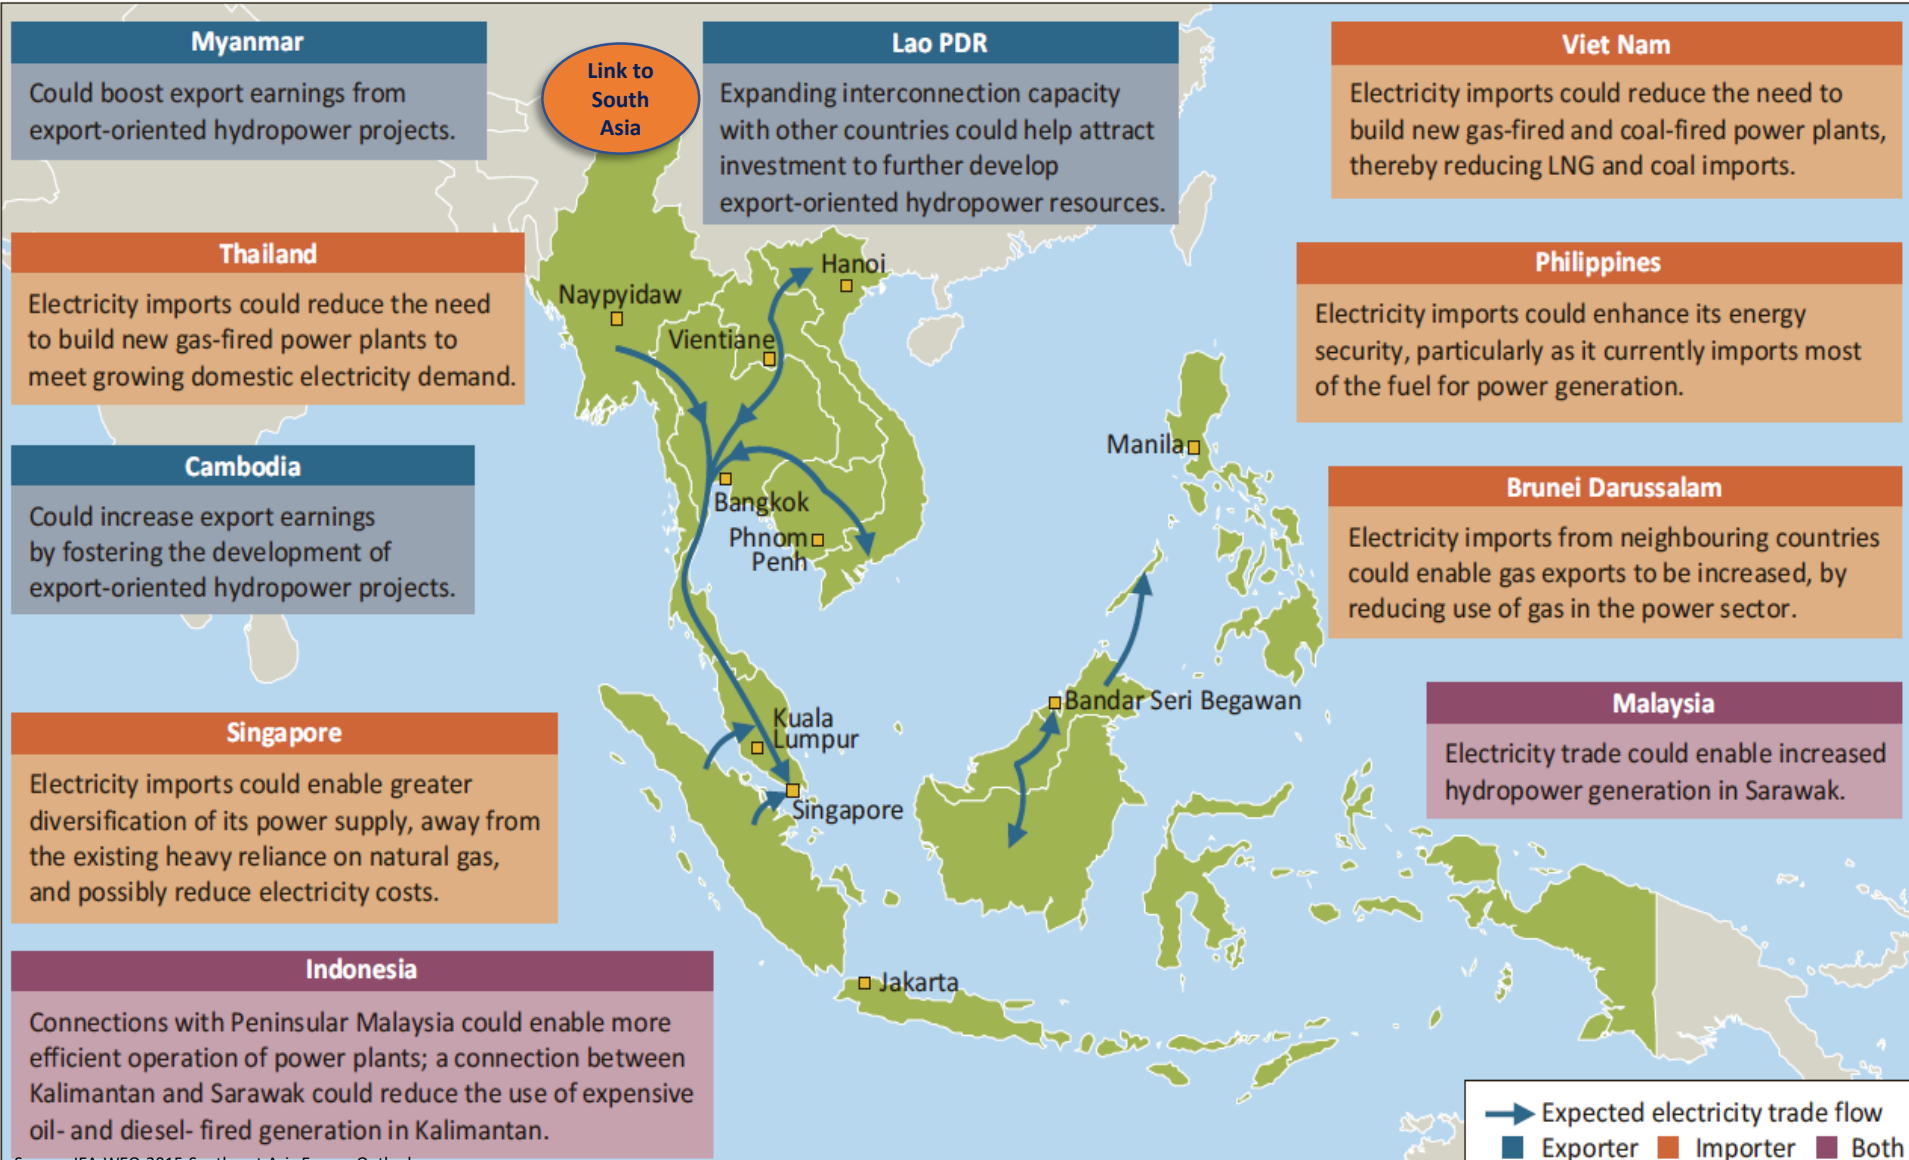 Myanmar
Could boost export earnings from
export-oriented hydropower projects.
Link to
South
Asia
Lao PDR
Expanding interconnection capacity
with other countries could help attract
investment to further develop
export-oriented hydropower resources.
Viet Nam
Electricity imports could reduce the need to
build new gas-fired and coal-fired power plants,
thereby reducing LNG and coal imports.
Thailand
Electricity imports could reduce the need
to build new gas-fired power plants to
meet growing domestic electricity demand.
Philippines
Electricity imports could enhance its energy
security, particularly as it currently imports most
of the fuel for power generation.
Hanoi
Naypyidaw
Vientiane
Cambodia
Could increase export earnings
by fostering the development of
export-oriented hydropower projects.
Manila
Bangkok
Phnom
Penh
Brunei Darussalam
Electricity imports from neighbouring countries
could enable gas exports to be increased, by
reducing use of gas in the power sector.
Singapore
Electricity imports could enable greater
diversification of its power supply, away from
the existing heavy reliance on natural gas,
and possibly reduce electricity costs.
Kuala
Lumpur
Singapore
Bandar Seri Begawan
Malaysia
Electricity trade could enable increased
hydropower generation in Sarawak.
Indonesia
Connections with Peninsular Malaysia could enable more
efficient operation of power plants; a connection between
Kalimantan and Sarawak could reduce the use of expensive
oil- and diesel- fired generation in Kalimantan.
Jakarta
Expected electricity trade flow
Exporter
Importer
Both